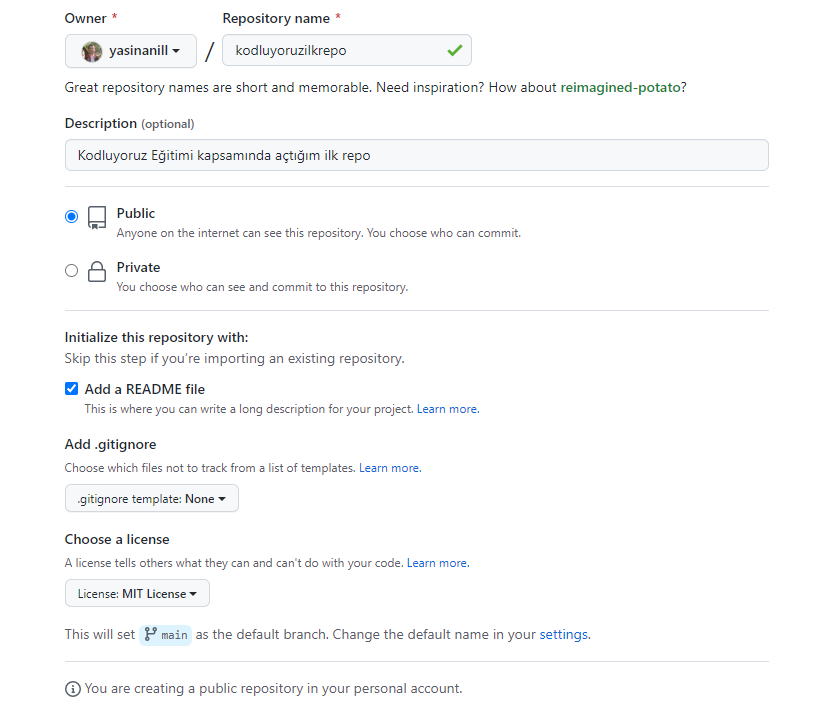 Owner * Repository name *
yasinanill / kodluyoruzilkrepo
Great repository names are short and memorable. Need inspiration? How about reimagined-potato?
Description (optional)
Kodluyoruz Eğitimi kapsamında açtığım ilk repo
Public
Anyone on the internet can see this repository. You choose who can commit.
Private
You choose who can see and commit to this repository.
Initialize this repository with:
Skip this step if you're importing an existing repository.
Add a README file
This is where you can write a long description for your project. Learn more.
Add .gitignore
Choose which files not to track from a list of templates. Learn more.
.gitignore template: None
Choose a license
A license tells others what they can and can't do with your code. Learn more.
License: MIT License
This will set main as the default branch. Change the default name in your settings.
You are creating a public repository in your personal account.